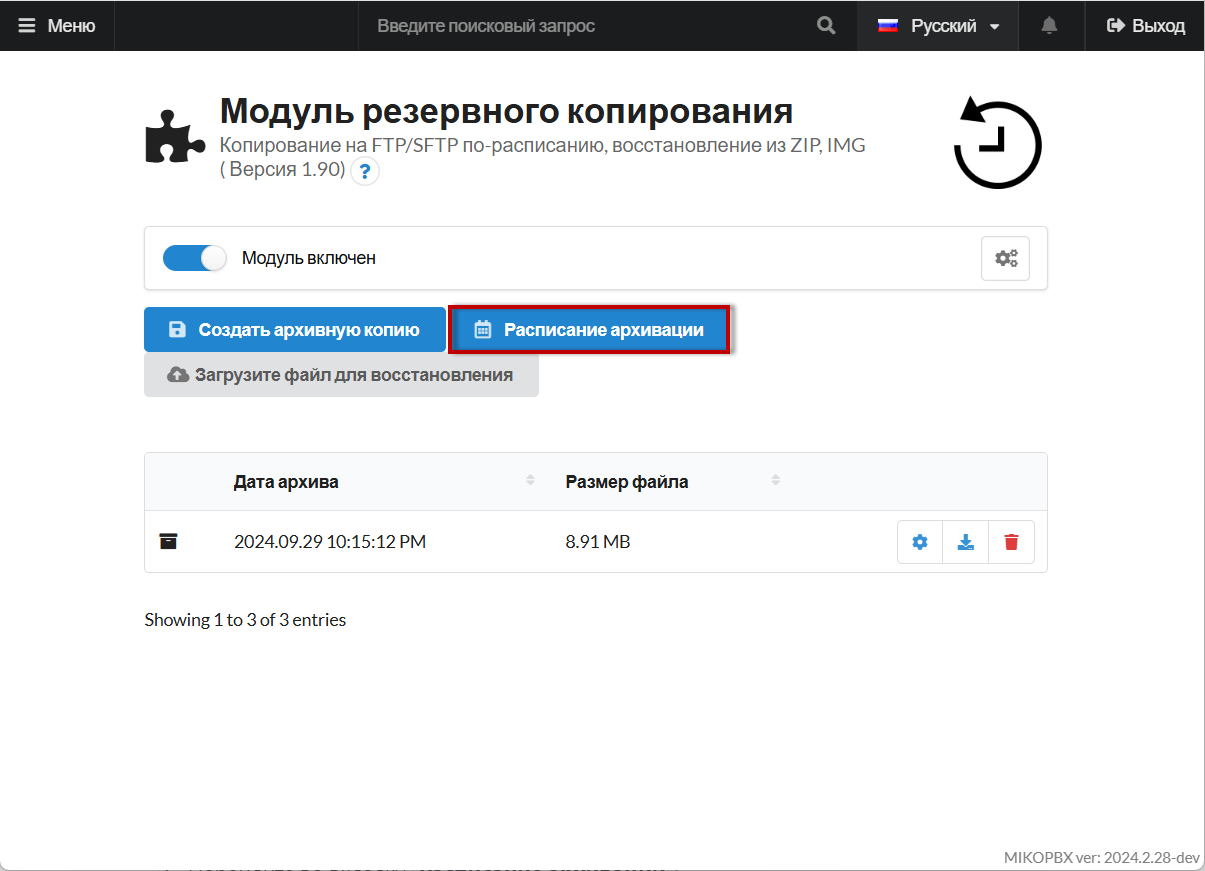 Меню
Введите поисковый запрос
Русский
Выход
Модуль резервного копирования
Копирование на FTP/SFTP по-расписанию, восстановление из ZIP, IMG
( Версия 1.90) ?
Модуль включен
Создать архивную копию
Расписание архивации
Загрузите файл для восстановления
Дата архива
Размер файла
2024.09.29 10:15:12 PM
8.91 MB
Showing 1 to 3 of 3 entries
MIKOPBX ver: 2024.2.28-dev